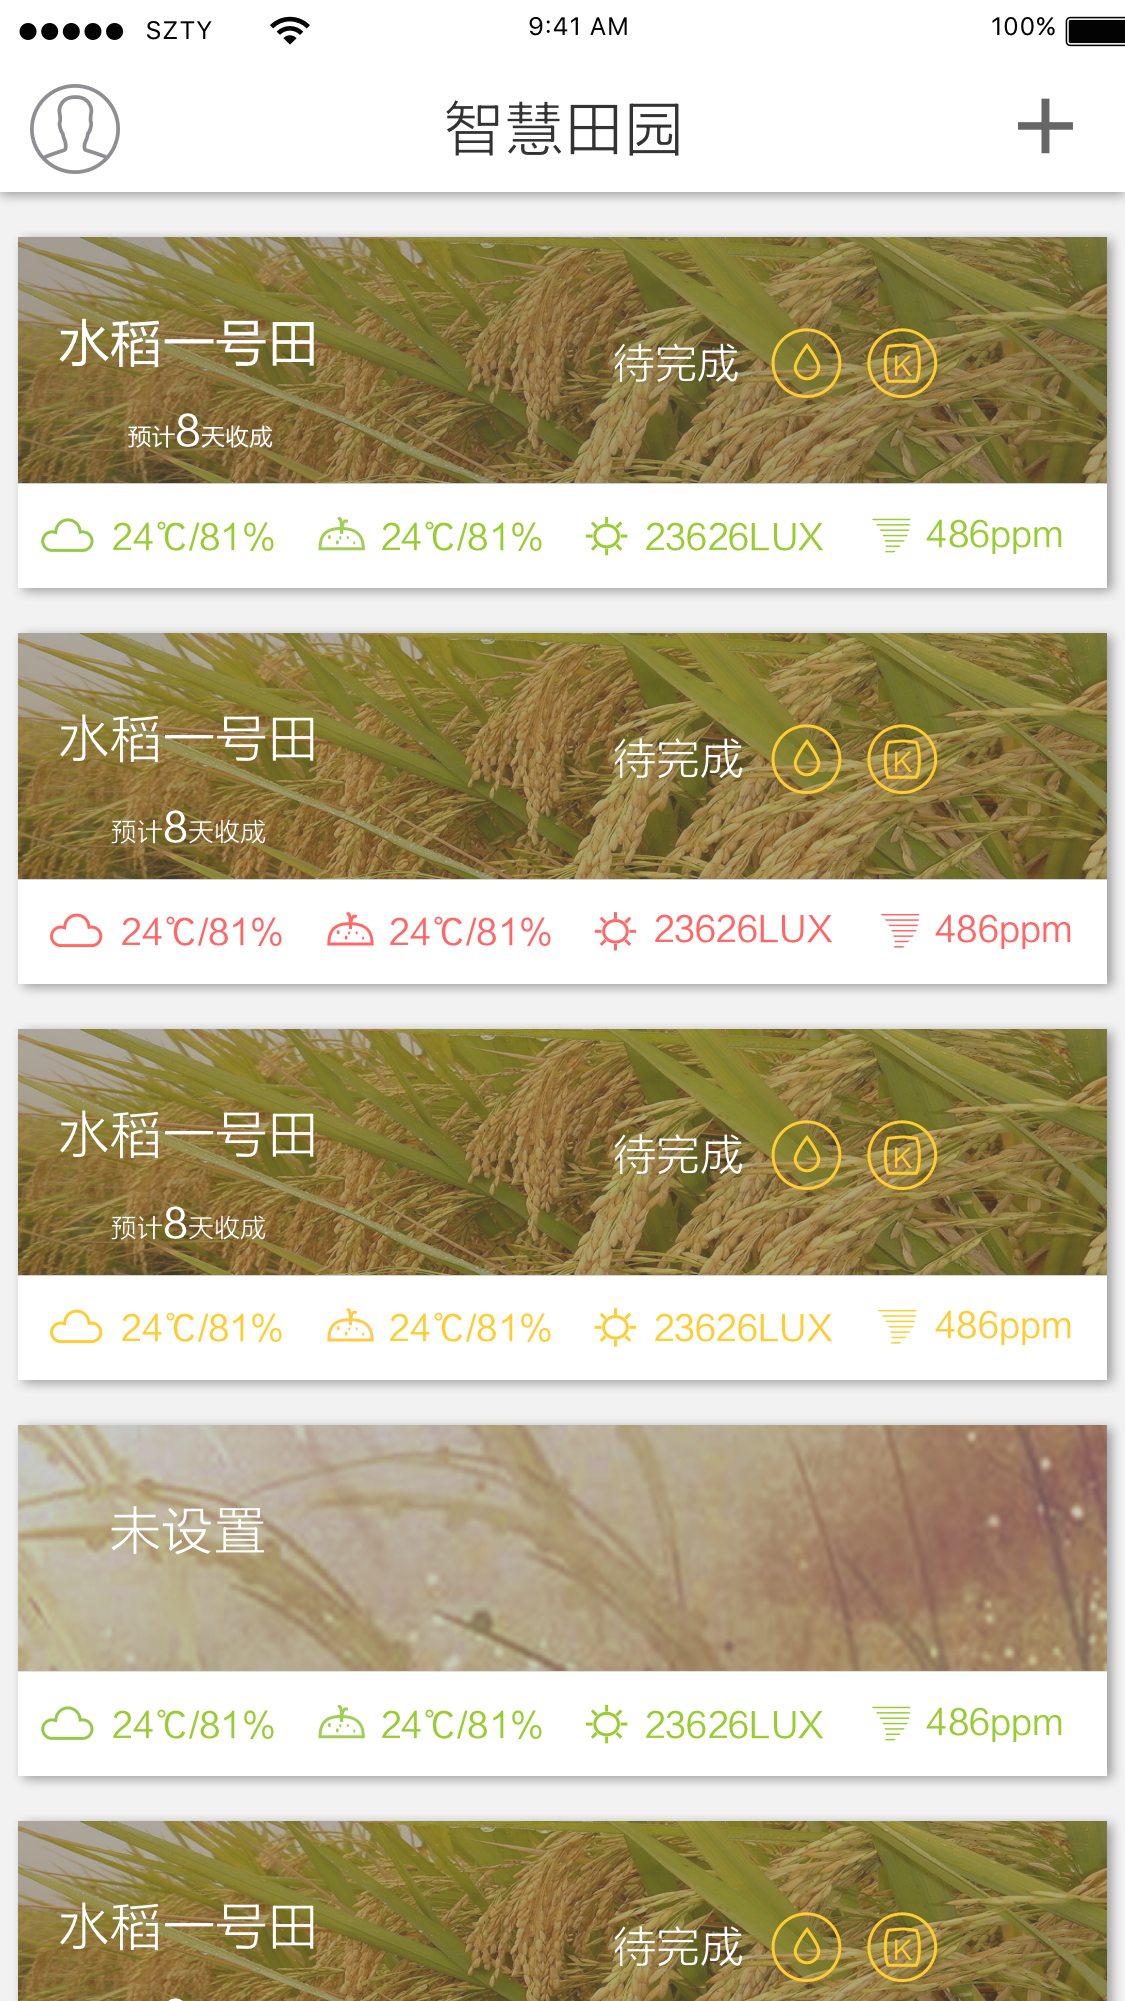 SZTY 9:41 AM 100%
智慧田园
水稻一号田
待完成 K
预计8天收成
24℃/81% 24℃/81% 23626LUX 486ppm
水稻一号田
待完成 K
预计8天收成
24℃/81% 24℃/81% 23626LUX 486ppm
水稻一号田
待完成 K
预计8天收成
24℃/81% 24℃/81% 23626LUX 486ppm
未设置
24℃/81% 24℃/81% 23626LUX 486ppm
水稻一号田
待完成 K